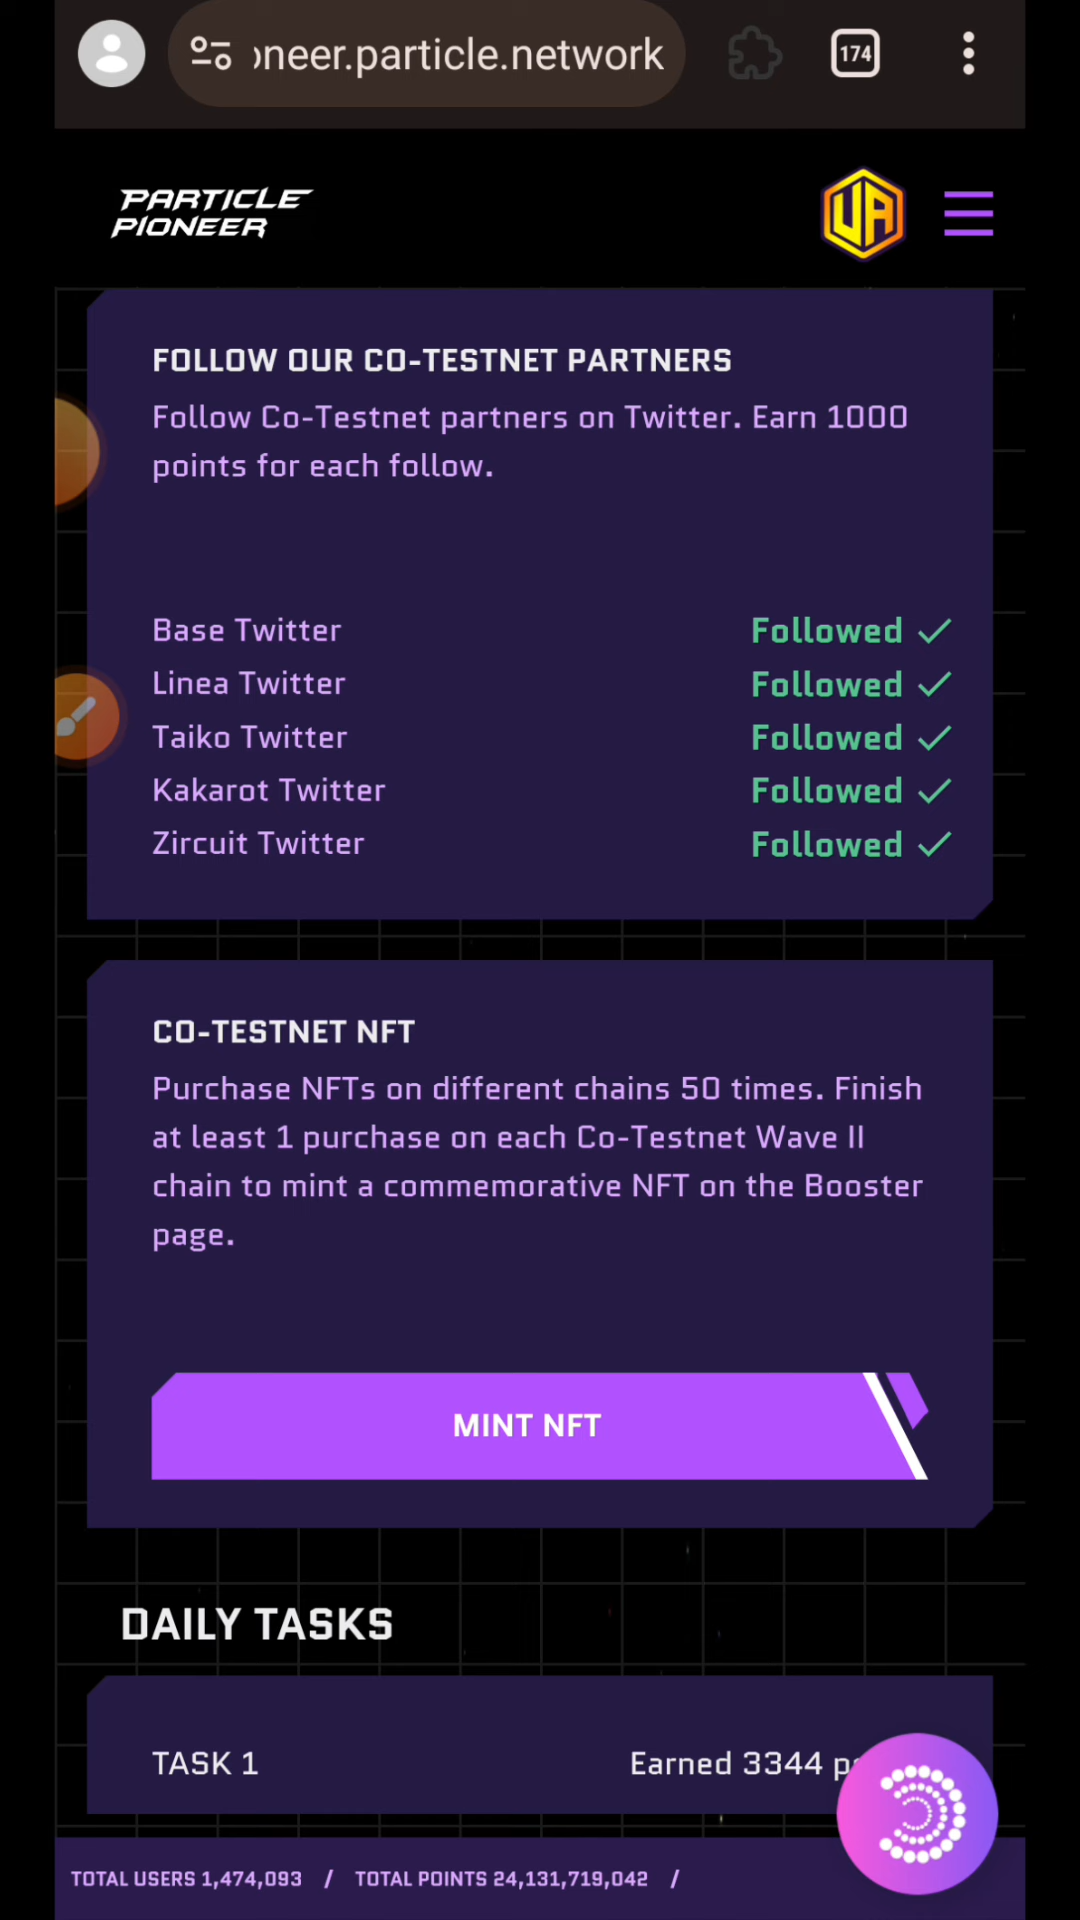 oneer.particle.network
174
PARTICLE
PIONEER
UA
FOLLOW OUR CO-TESTNET PARTNERS
Follow Co-Testnet partners on Twitter. Earn 1000
points for each follow.
Base Twitter Followed
Linea Twitter Followed
Taiko Twitter Followed
Kakarot Twitter Followed
Zircuit Twitter Followed
CO-TESTNET NFT
Purchase NFTs on different chains 50 times. Finish
at least 1 purchase on each Co-Testnet Wave II
chain to mint a commemorative NFT on the Booster
page.
MINT NFT
DAILY TASKS
TASK 1 Earned 3344
TOTAL USERS 1,474,093 / TOTAL POINTS 24,131,719,042 /